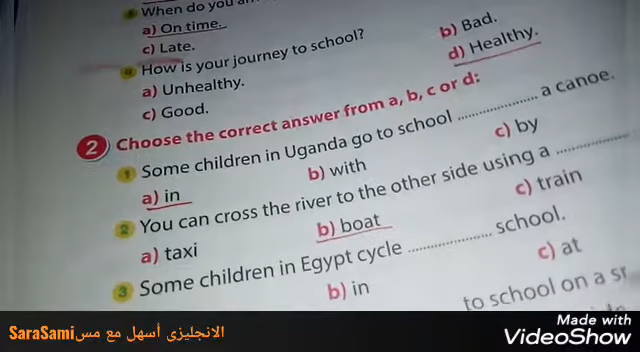 When do you
a) On time.
c) Late.
How is your journey to school?
b) Bad.
a) Unhealthy.
d) Healthy.
c) Good.
2 Choose the correct answer from a, b, c or d:
1 Some children in Uganda go to school .................... a canoe.
a) in
b) with
c) by
2 You can cross the river to the other side using a ....................
a) taxi
b) boat
c) train
3 Some children in Egypt cycle .................... school.
b) in
c) at
to school on a
الانجليزى أسهل مع مس SaraSami
Made with
VideoShow